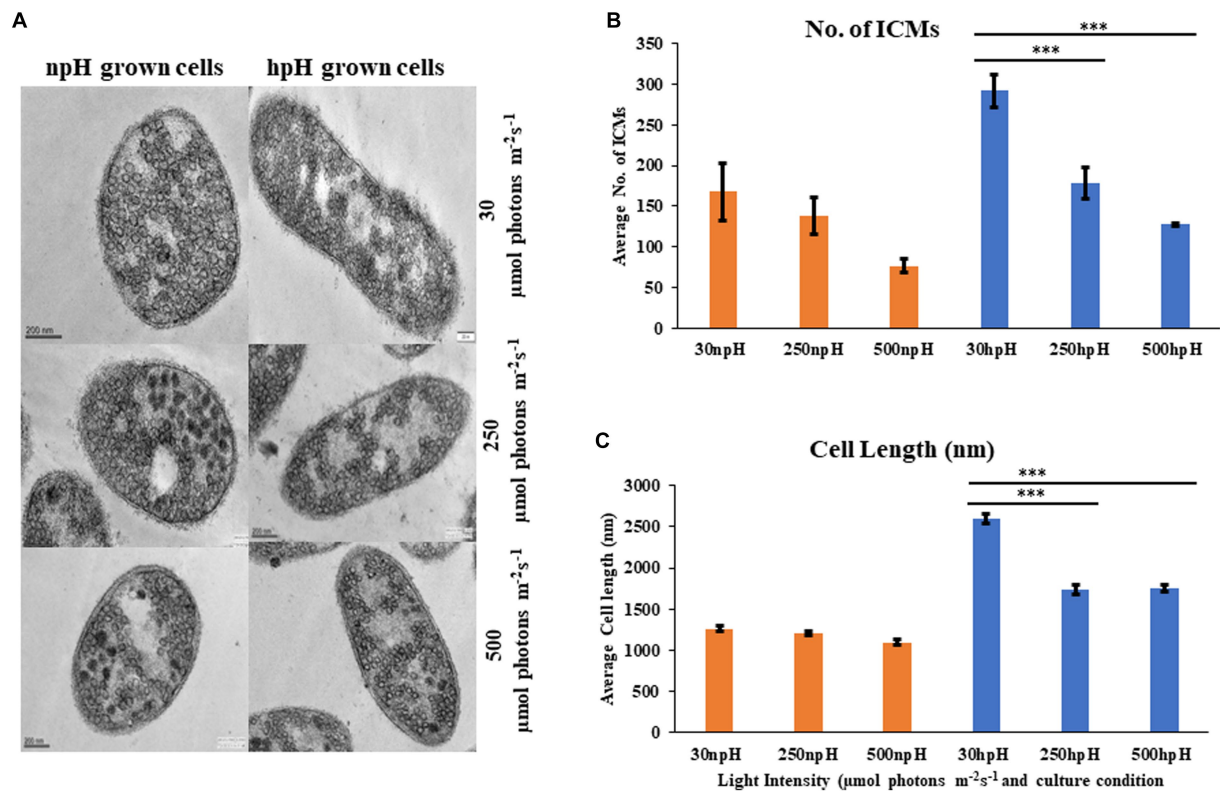 A
npH grown cells
hpH grown cells
200 nm
30
µmol photons m⁻²s⁻¹
200 nm
250
µmol photons m⁻²s⁻¹
200 nm
500
µmol photons m⁻²s⁻¹
B
No. of ICMs
***
***
Average No. of ICMs
350
300
250
200
150
100
50
0
30npH 250npH 500npH 30hpH 250hpH 500hpH
C
Cell Length (nm)
***
***
Average Cell length (nm)
3000
2500
1750
1500
1000
500
0
30npH 250npH 500npH 30hpH 250hpH 500hpH
Light Intensity (µmol photons m⁻²s⁻¹ and culture condition